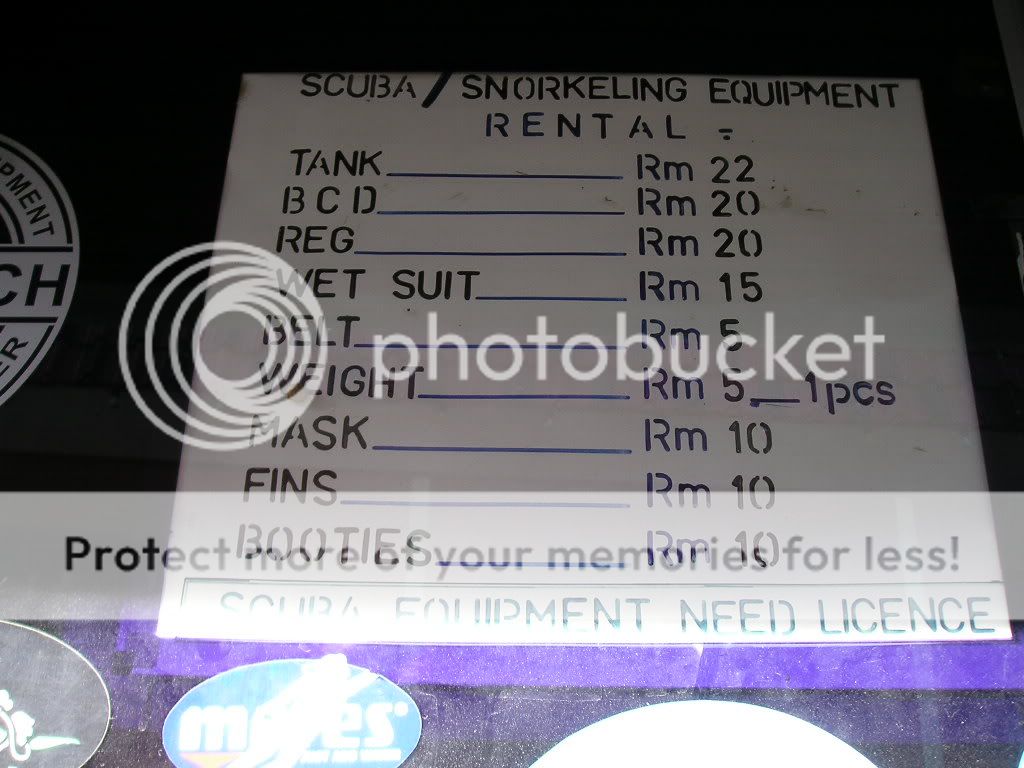 SCUBA / SNORKELING EQUIPMENT
RENTAL :-
TANK Rm 22
BCD Rm 20
REG Rm 20
WET SUIT Rm 15
BELT Rm 5
WEIGHT Rm 5 1pcs
MASK Rm 10
FINS Rm 10
BOOTIES Rm 10
SCUBA EQUIPMENT NEED LICENCE
photobucket
Protect more of your memories for less!